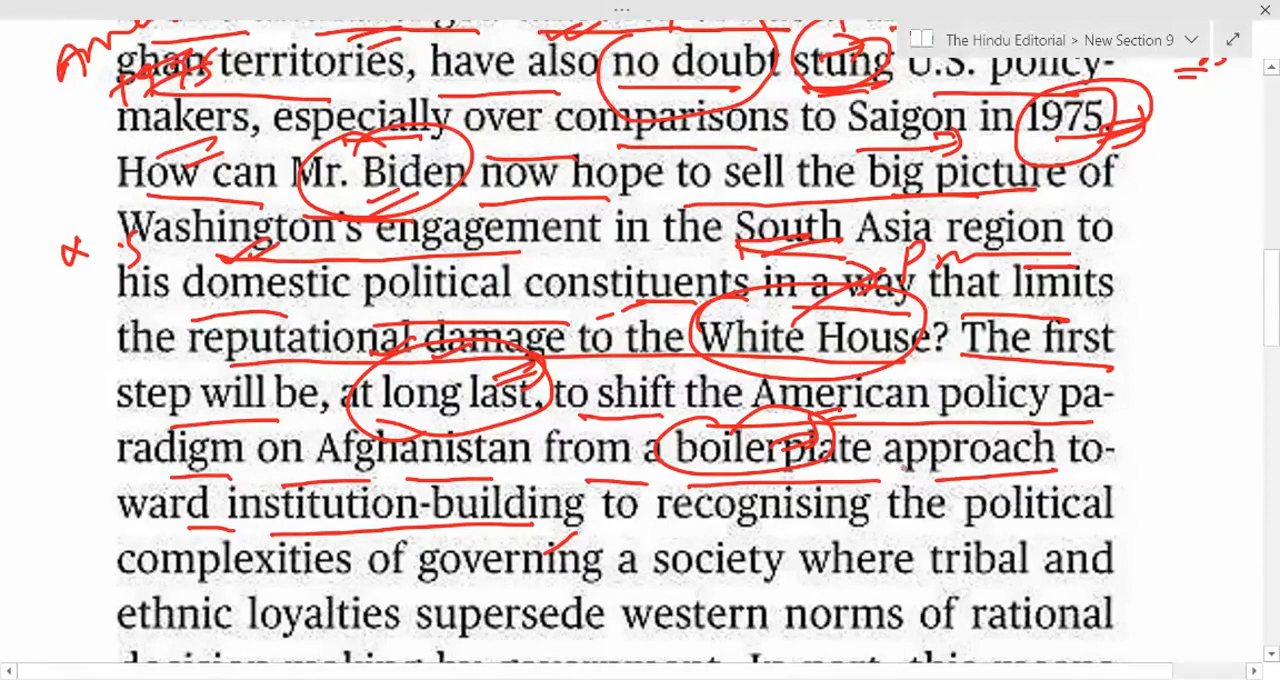 The Hindu Editorial > New Section 9
ghan territories, have also no doubt stung U.S. policy-
makers, especially over comparisons to Saigon in 1975.
How can Mr. Biden now hope to sell the big picture of
Washington's engagement in the South Asia region to
his domestic political constituents in a way that limits
the reputational damage to the White House? The first
step will be, at long last, to shift the American policy pa-
radigm on Afghanistan from a boilerplate approach to-
ward institution-building to recognising the political
complexities of governing a society where tribal and
ethnic loyalties supersede western norms of rational